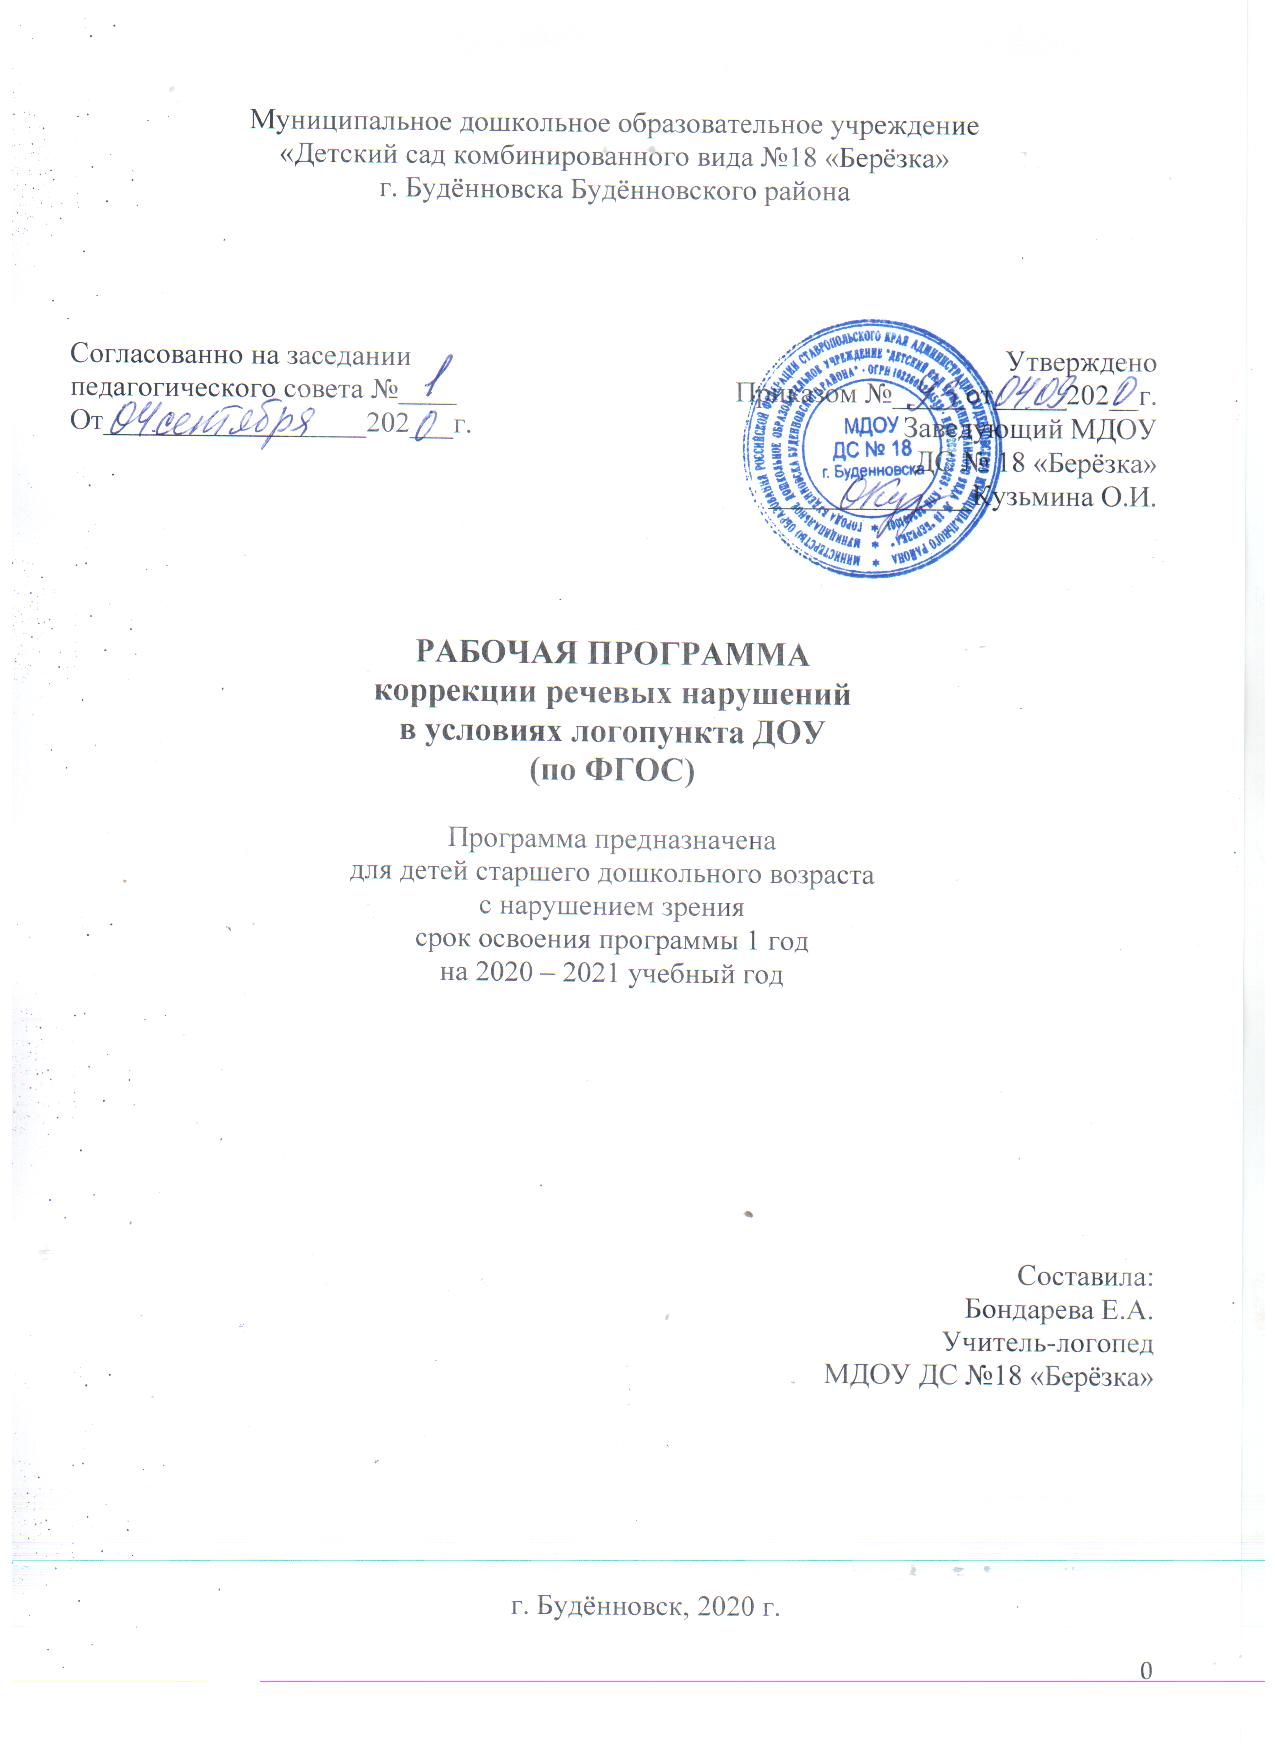 Муниципальное дошкольное образовательное учреждение
«Детский сад комбинированного вида №18 «Берёзка»
г. Будённовска Будённовского района
Согласованно на заседании
педагогического совета № 1
От 04 сентября 2020 г.
Утверждено
Приказом № от 04.09 2020 г.
Заведующий МДОУ
ДС № 18 «Берёзка»
Кузьмина О.И.
МДОУ
ДС № 18
г. Буденновска
РАБОЧАЯ ПРОГРАММА
коррекции речевых нарушений
в условиях логопункта ДОУ
(по ФГОС)
Программа предназначена
для детей старшего дошкольного возраста
с нарушением зрения
срок освоения программы 1 год
на 2020 – 2021 учебный год
Составила:
Бондарева Е.А.
Учитель-логопед
МДОУ ДС №18 «Берёзка»
г. Будённовск, 2020 г.
0